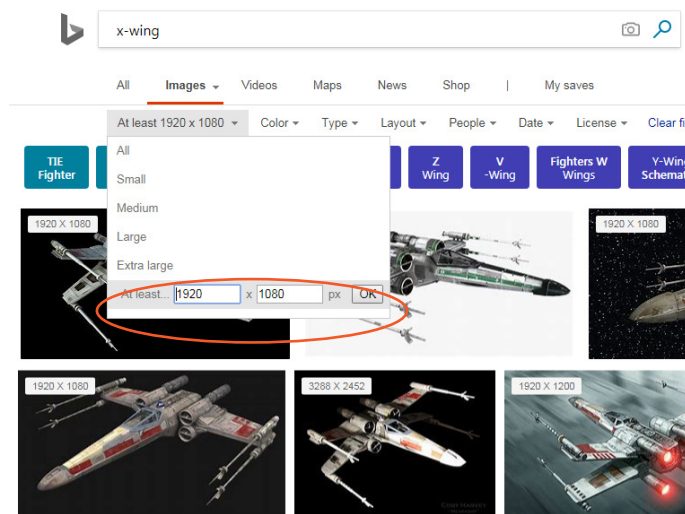 x-wing
All Images Videos Maps News Shop | My saves
At least 1920 x 1080 Color Type Layout People Date License Clear fi
All
Small
Medium
Large
Extra large
At least... 1920 x 1080 px OK
TIE
Fighter
Z
Wing
V
-Wing
Fighters W
Wings
Y-Wing
Schemat
1920 X 1080
1920 X 1080
1920 X 1080
3288 X 2452
1920 X 1200